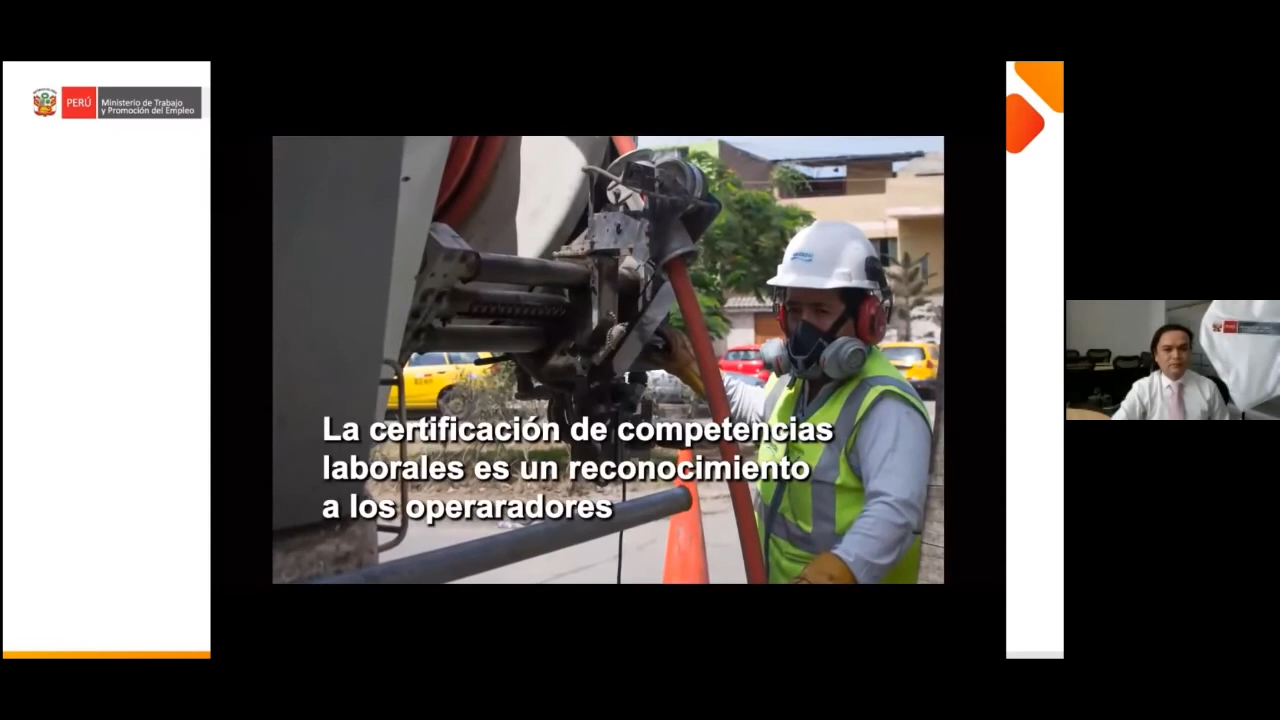 PERÚ
Ministerio de Trabajo
y Promoción del Empleo
La certificación de competencias
laborales es un reconocimiento
a los operaradores